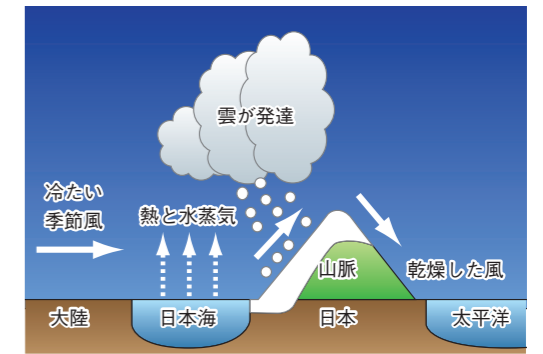 雲が発達
冷たい
季節風
熱と水蒸気
山脈
乾燥した風
大陸
日本海
日本
太平洋